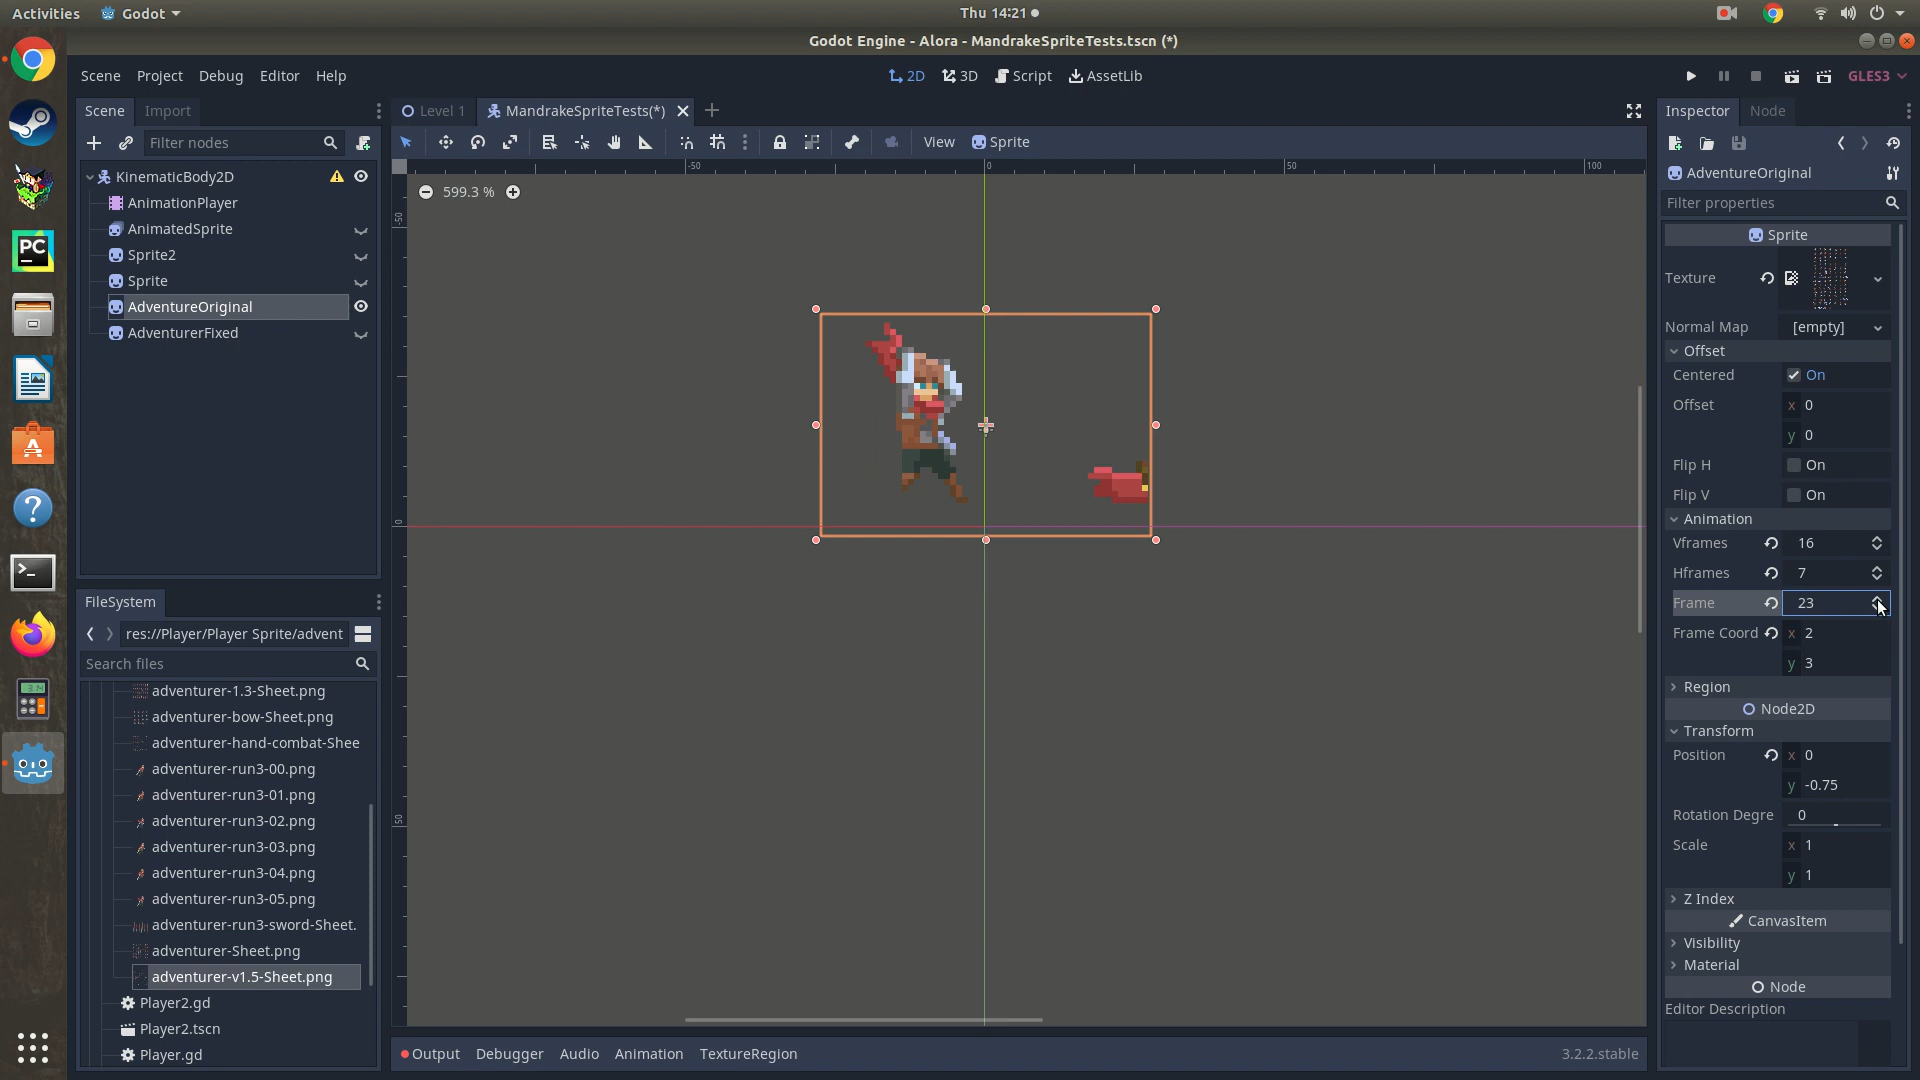 Activities Godot Thu 14:21
Godot Engine - Alora - MandrakeSpriteTests.tscn (*)
Scene Project Debug Editor Help 2D 3D Script AssetLib GLES3
Scene Import Level 1 MandrakeSpriteTests(*) Inspector Node
Filter nodes View Sprite
KinematicBody2D
AnimationPlayer
AnimatedSprite
Sprite2
Sprite
AdventureOriginal
AdventurerFixed
FileSystem
res://Player/Player Sprite/advent
Search files
adventurer-1.3-Sheet.png
adventurer-bow-Sheet.png
adventurer-hand-combat-Shee
adventurer-run3-00.png
adventurer-run3-01.png
adventurer-run3-02.png
adventurer-run3-03.png
adventurer-run3-04.png
adventurer-run3-05.png
adventurer-run3-sword-Sheet.
adventurer-Sheet.png
adventurer-v1.5-Sheet.png
Player2.gd
Player2.tscn
Player.gd
-50 0 50 100
599.3 %
-50
0
50
Output Debugger Audio Animation TextureRegion 3.2.2.stable
AdventureOriginal
Filter properties
Sprite
Texture
Normal Map [empty]
Offset
Centered On
Offset x 0
y 0
Flip H On
Flip V On
Animation
Vframes 16
Hframes 7
Frame 23
Frame Coord x 2
y 3
Region
Node2D
Transform
Position x 0
y -0.75
Rotation Degre 0
Scale x 1
y 1
Z Index
CanvasItem
Visibility
Material
Node
Editor Description
PC